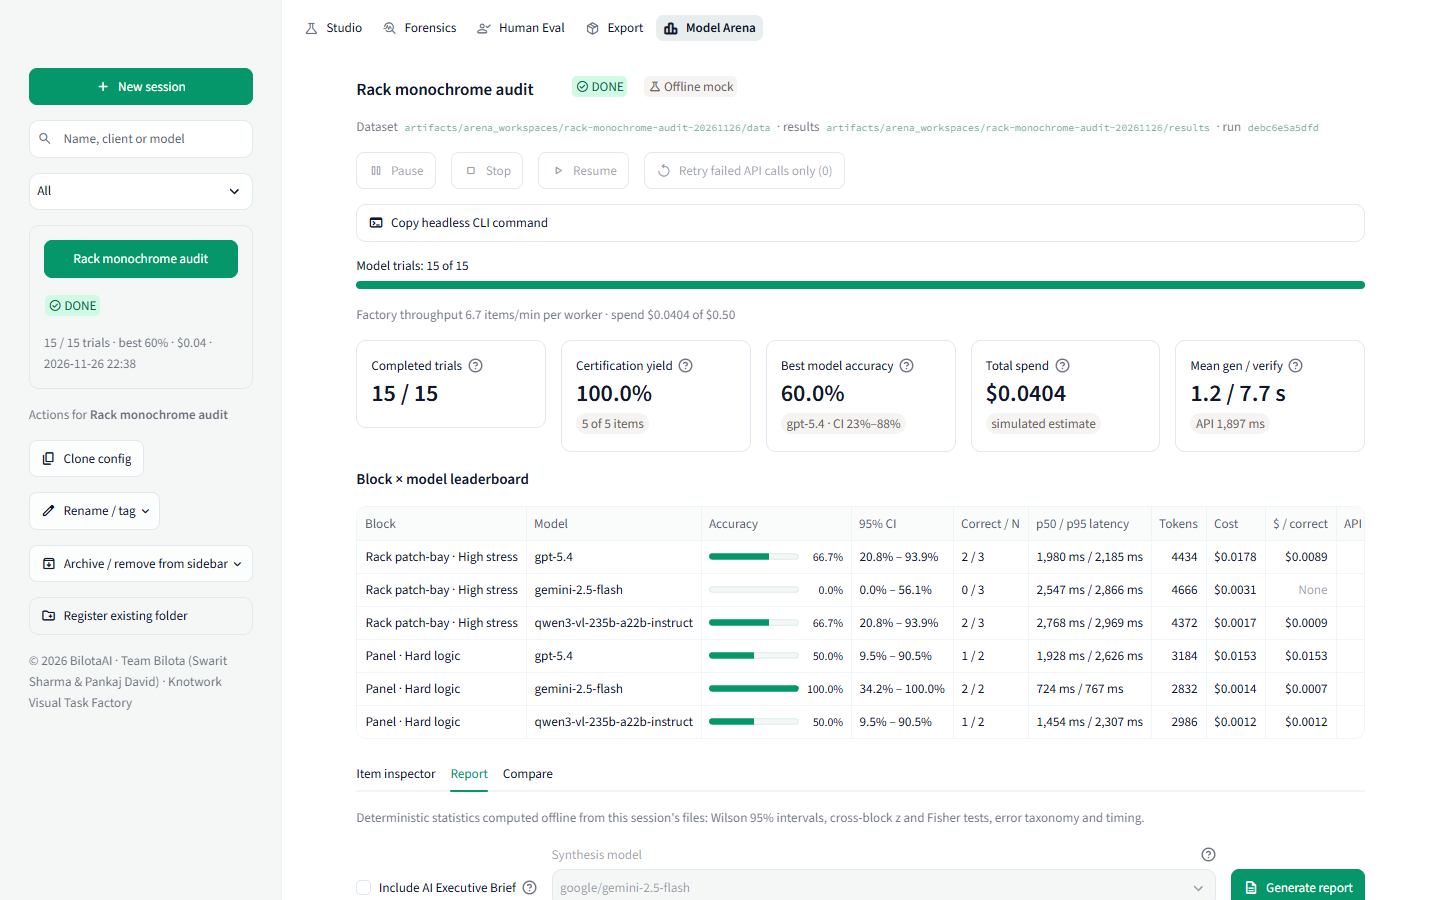 Studio Forensics Human Eval Export Model Arena
New session
Name, client or model
All
Rack monochrome audit
DONE
15 / 15 trials · best 60% · $0.04 ·
2026-11-26 22:38
Actions for Rack monochrome audit
Clone config
Rename / tag
Archive / remove from sidebar
Register existing folder
© 2026 BilotaAI · Team Bilota (Swarit
Sharma & Pankaj David) · Knotwork
Visual Task Factory
Rack monochrome audit DONE Offline mock
Dataset artifacts/arena_workspaces/rack-monochrome-audit-20261126/data · results artifacts/arena_workspaces/rack-monochrome-audit-20261126/results · run debc6e5a5dfd
Pause Stop Resume Retry failed API calls only (0)
Copy headless CLI command
Model trials: 15 of 15
Factory throughput 6.7 items/min per worker · spend $0.0404 of $0.50
Completed trials
15 / 15
Certification yield
100.0%
5 of 5 items
Best model accuracy
60.0%
gpt-5.4 · CI 23%–88%
Total spend
$0.0404
simulated estimate
Mean gen / verify
1.2 / 7.7 s
API 1,897 ms
Block × model leaderboard
Block Model Accuracy 95% CI Correct / N p50 / p95 latency Tokens Cost $ / correct API
Rack patch-bay · High stress gpt-5.4 66.7% 20.8% – 93.9% 2 / 3 1,980 ms / 2,185 ms 4434 $0.0178 $0.0089
Rack patch-bay · High stress gemini-2.5-flash 0.0% 0.0% – 56.1% 0 / 3 2,547 ms / 2,866 ms 4666 $0.0031 None
Rack patch-bay · High stress qwen3-vl-235b-a22b-instruct 66.7% 20.8% – 93.9% 2 / 3 2,768 ms / 2,969 ms 4372 $0.0017 $0.0009
Panel · Hard logic gpt-5.4 50.0% 9.5% – 90.5% 1 / 2 1,928 ms / 2,626 ms 3184 $0.0153 $0.0153
Panel · Hard logic gemini-2.5-flash 100.0% 34.2% – 100.0% 2 / 2 724 ms / 767 ms 2832 $0.0014 $0.0007
Panel · Hard logic qwen3-vl-235b-a22b-instruct 50.0% 9.5% – 90.5% 1 / 2 1,454 ms / 2,307 ms 2986 $0.0012 $0.0012
Item inspector Report Compare
Deterministic statistics computed offline from this session's files: Wilson 95% intervals, cross-block z and Fisher tests, error taxonomy and timing.
Synthesis model
Include AI Executive Brief google/gemini-2.5-flash Generate report